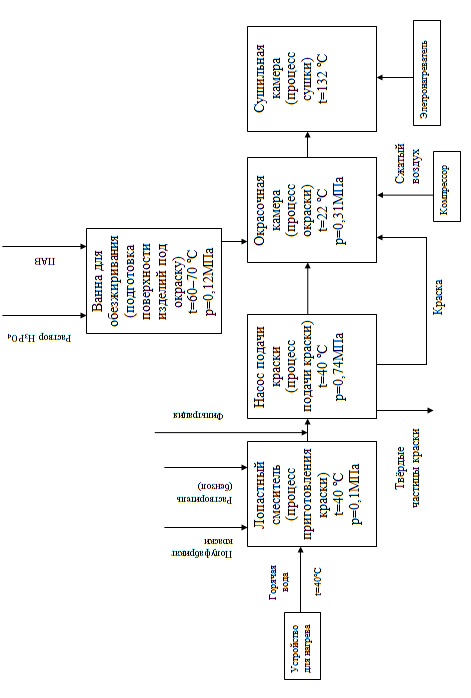 ПАВ
Раствор H₃PO₄
Ванна для
обезжиривания
(подготовка
поверхности
изделий под
окраску)
t=60–70 °C
p=0,12МПа
Полуфабрикат
краски
Растворитель
(бензол)
Фильтрация
Устройство
для нагрева
Горячая
вода
t=40°C
Лопастный
смеситель
(процесс
приготовления
краски)
t=40 °C
p=0,1МПа
Насос подачи
краски
(процесс
подачи краски)
t=40 °C
p=0,74МПа
Твёрдые
частицы краски
Краска
Окрасочная
камера
(процесс
окраски)
t=22 °C
p=0,31МПа
Сжатый
воздух
Компрессор
Сушильная
камера
(процесс
сушки)
t=132 °C
Элетронагреватель